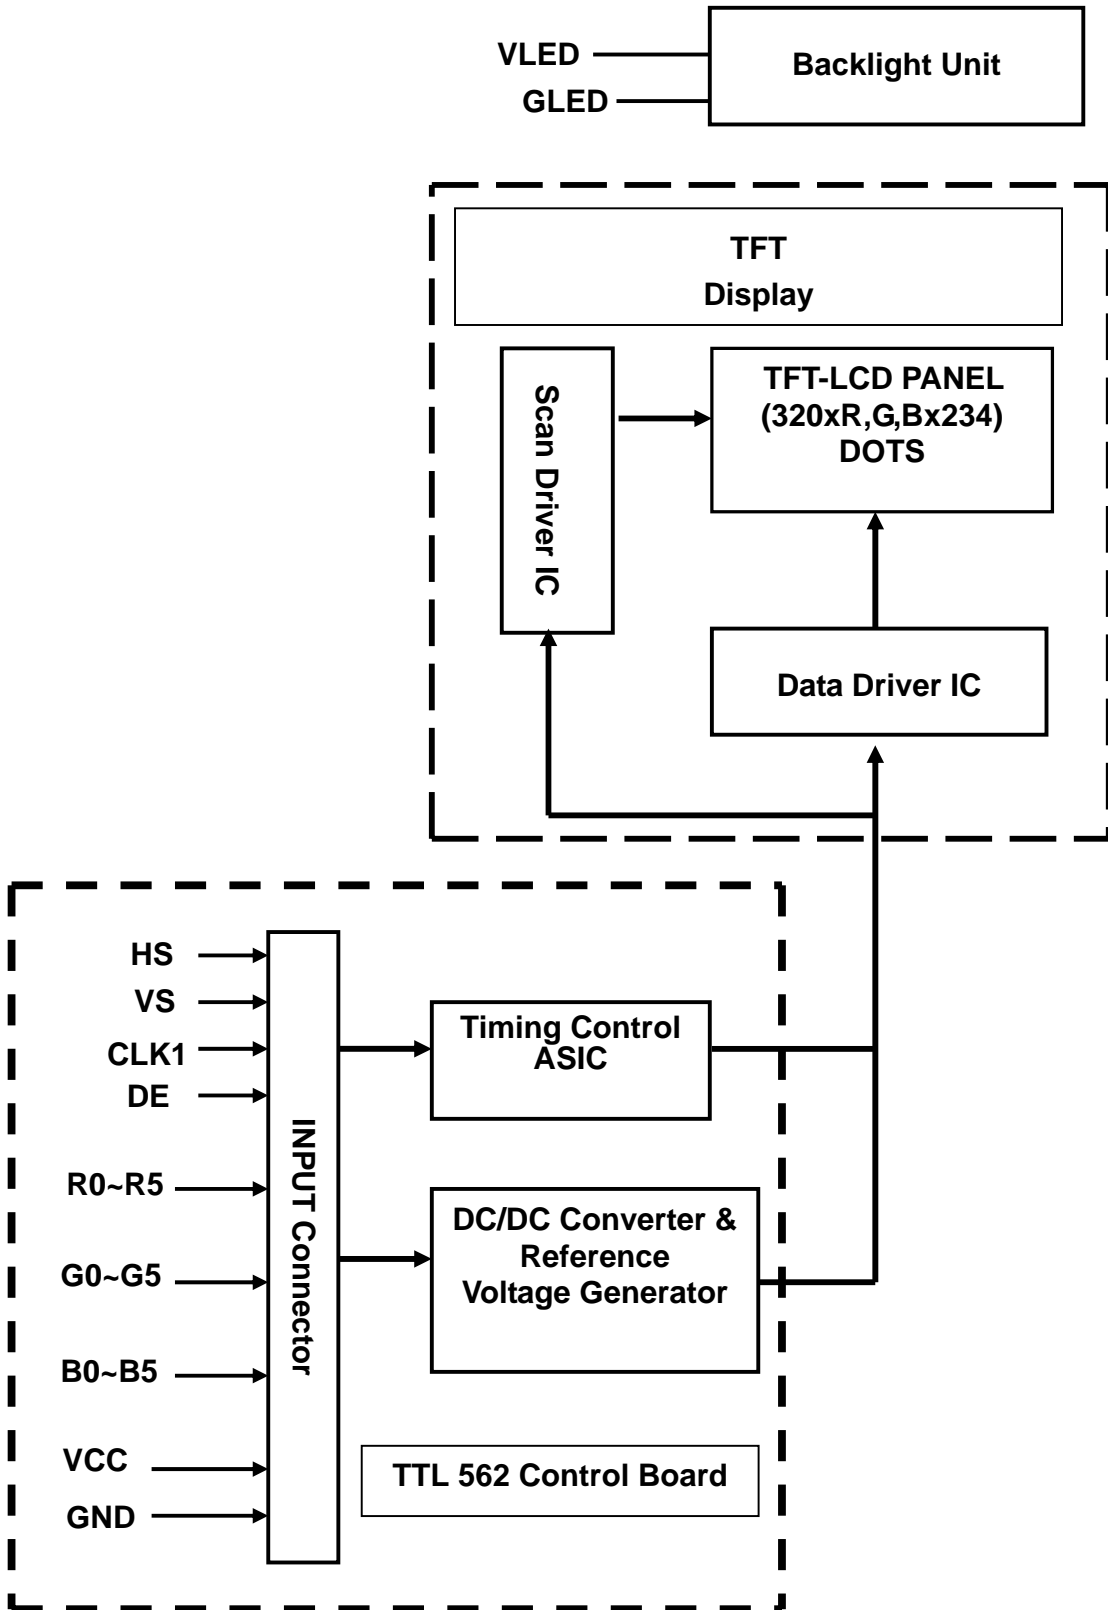 VLED
GLED
Backlight Unit
TFT
Display
Scan Driver IC
TFT-LCD PANEL
(320xR,G,Bx234)
DOTS
Data Driver IC
HS
VS
CLK1
DE
R0~R5
G0~G5
B0~B5
VCC
GND
INPUT Connector
Timing Control
ASIC
DC/DC Converter &
Reference
Voltage Generator
TTL 562 Control Board